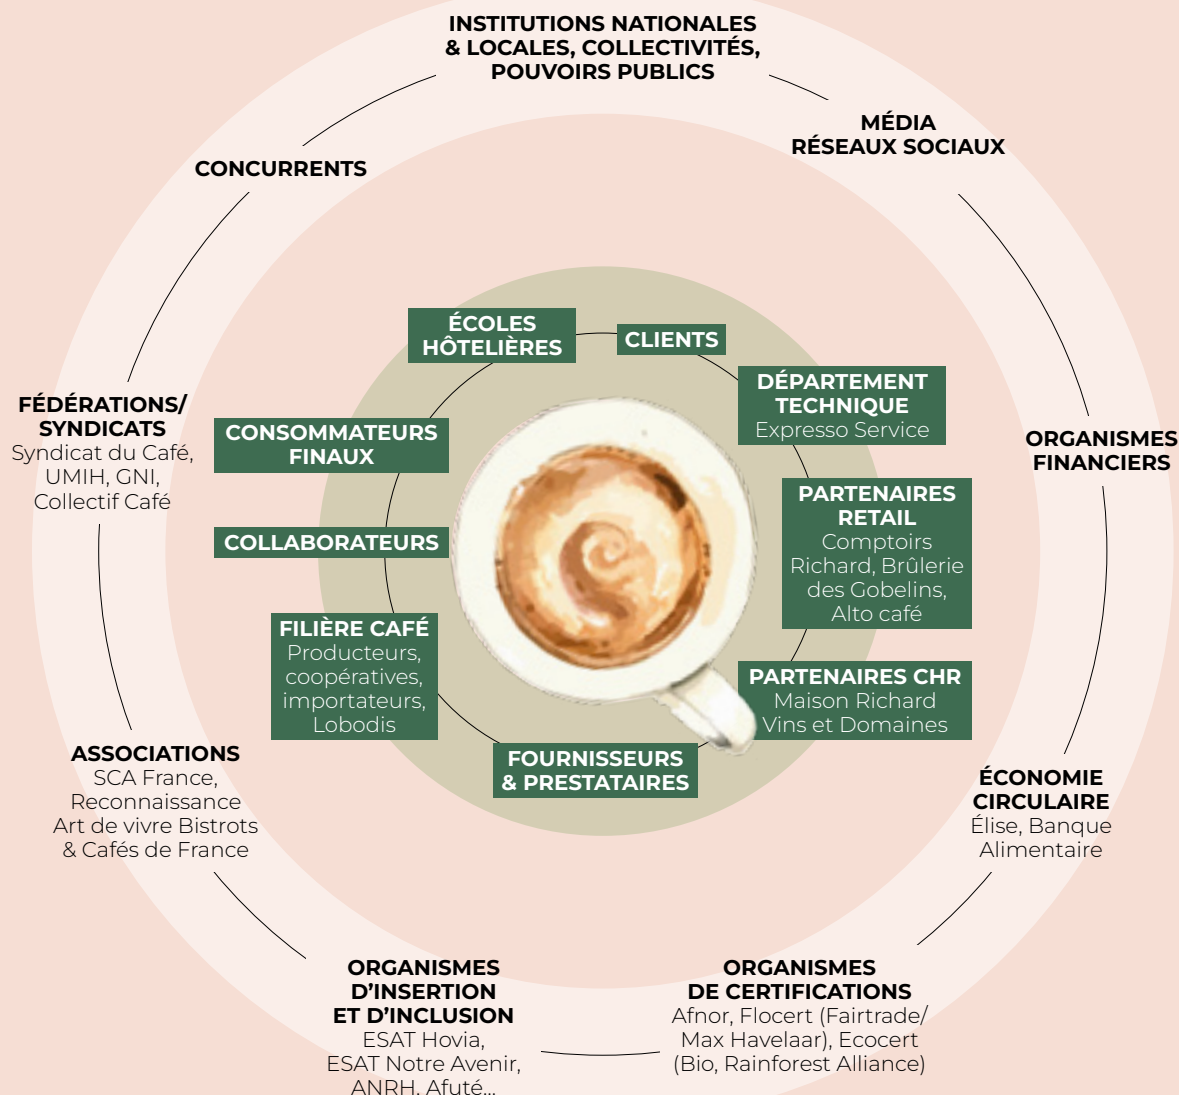 INSTITUTIONS NATIONALES
& LOCALES, COLLECTIVITÉS,
POUVOIRS PUBLICS
MÉDIA
RÉSEAUX SOCIAUX
CONCURRENTS
ÉCOLES
HÔTELIÈRES
CLIENTS
DÉPARTEMENT
TECHNIQUE
Expresso Service
FÉDÉRATIONS/
SYNDICATS
Syndicat du Café,
UMIH, GNI,
Collectif Café
CONSOMMATEURS
FINAUX
ORGANISMES
FINANCIERS
PARTENAIRES
RETAIL
Comptoirs
Richard, Brûlerie
des Gobelins,
Alto café
COLLABORATEURS
FILIÈRE CAFÉ
Producteurs,
coopératives,
importateurs,
Lobodis
PARTENAIRES CHR
Maison Richard
Vins et Domaines
FOURNISSEURS
& PRESTATAIRES
ASSOCIATIONS
SCA France,
Reconnaissance
Art de vivre Bistrots
& Cafés de France
ÉCONOMIE
CIRCULAIRE
Élise, Banque
Alimentaire
ORGANISMES
D'INSERTION
ET D'INCLUSION
ESAT Hovia,
ESAT Notre Avenir,
ANRH, Afuté...
ORGANISMES
DE CERTIFICATIONS
Afnor, Flocert (Fairtrade/
Max Havelaar), Ecocert
(Bio, Rainforest Alliance)